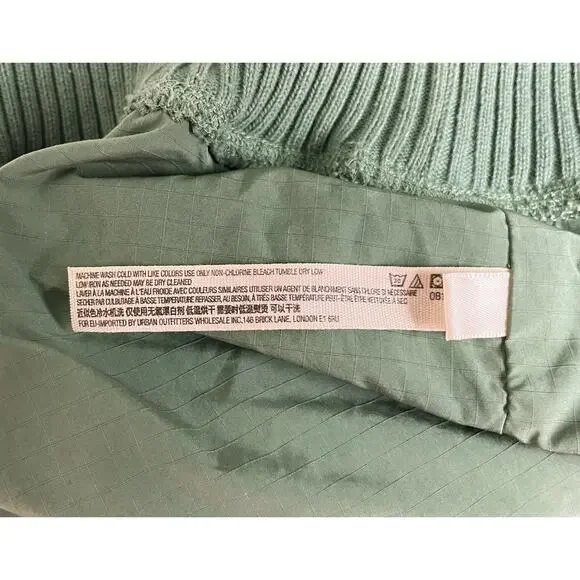 MACHINE WASH COLD WITH LIKE COLORS USE ONLY NON-CHLORINE BLEACH TUMBLE DRY LOW
LOW IRON AS NEEDED MAY BE DRY CLEANED
LAVER À LA MACHINE À L'EAU FROIDE AVEC COULEURS SIMILAIRES UTILISER UN AGENT DE BLANCHIMENT SANS CHLORE SI NÉCESSAIRE
SÉCHER PAR CULBUTAGE À BASSE TEMPÉRATURE REPASSER, AU BESOIN, À TRÈS BASSE TEMPÉRATURE PEUT-ÊTRE ÊTRE NETTOYÉ À SEC
近似色冷水机洗 仅使用无氯漂白剂 低温烘干 需要时低温熨烫 可以干洗
FOR EU-IMPORTED BY URBAN OUTFITTERS WHOLESALE INC.14B BRICK LANE, LONDON E1 6RU